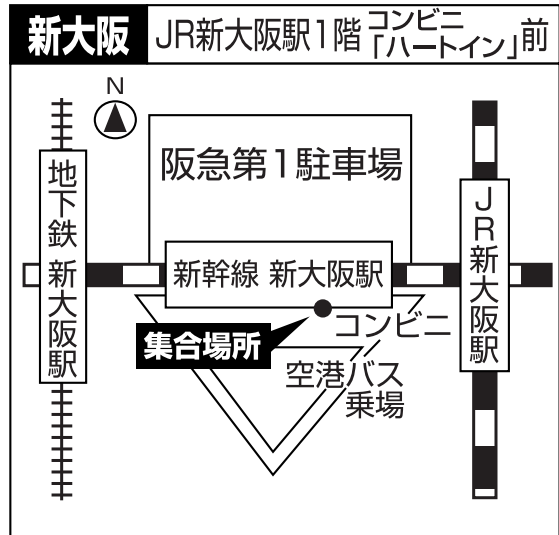 新大阪
JR新大阪駅1階 コンビニ「ハートイン」前
N
阪急第1駐車場
地下鉄 新大阪駅
新幹線 新大阪駅
JR新大阪駅
コンビニ
集合場所
空港バス
乗場